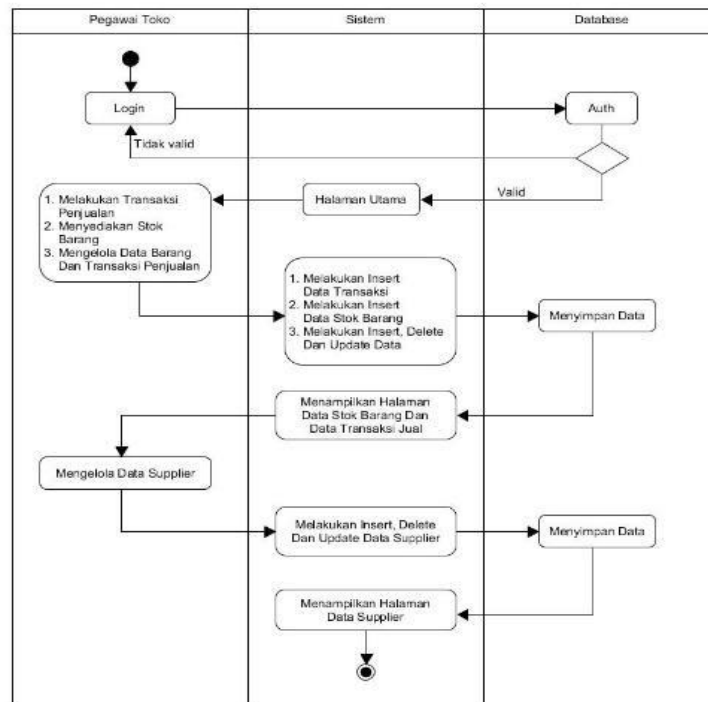 Pegawai Toko
Sistem
Database
Login
Auth
Tidak valid
Valid
Halaman Utama
1. Melakukan Transaksi
Penjualan
2. Menyediakan Stok
Barang
3. Mengelola Data Barang
Dan Transaksi Penjualan
1. Melakukan Insert
Data Transaksi
2. Melakukan Insert
Data Stok Barang
3. Melakukan Insert, Delete
Dan Update Data
Menyimpan Data
Menampilkan Halaman
Data Stok Barang Dan
Data Transaksi Jual
Mengelola Data Supplier
Melakukan Insert, Delete
Dan Update Data Supplier
Menyimpan Data
Menampilkan Halaman
Data Supplier